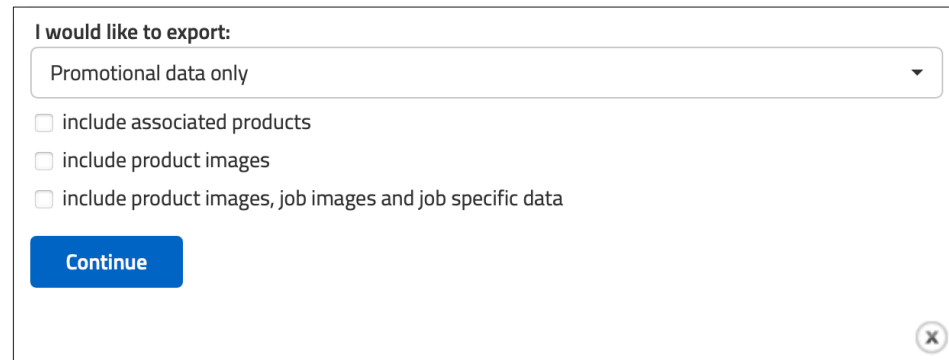 I would like to export:
Promotional data only
include associated products
include product images
include product images, job images and job specific data
Continue
x